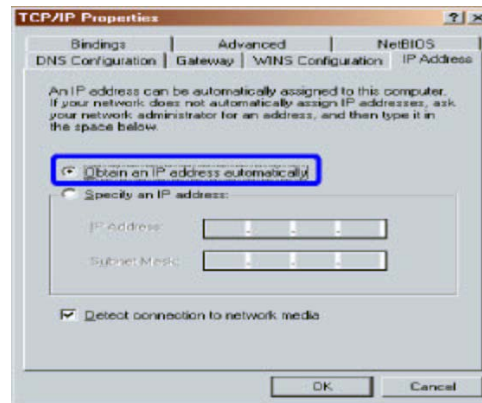 TCP/IP Properties
Bindings Advanced NetBIOS
DNS Configuration Gateway WINS Configuration IP Address
An IP address can be automatically assigned to this computer.
If your network does not automatically assign IP addresses, ask
your network administrator for an address, and then type it in
the space below.
Obtain an IP address automatically
Specify an IP address:
IP Address:
Subnet Mask:
Detect connection to network media
OK Cancel